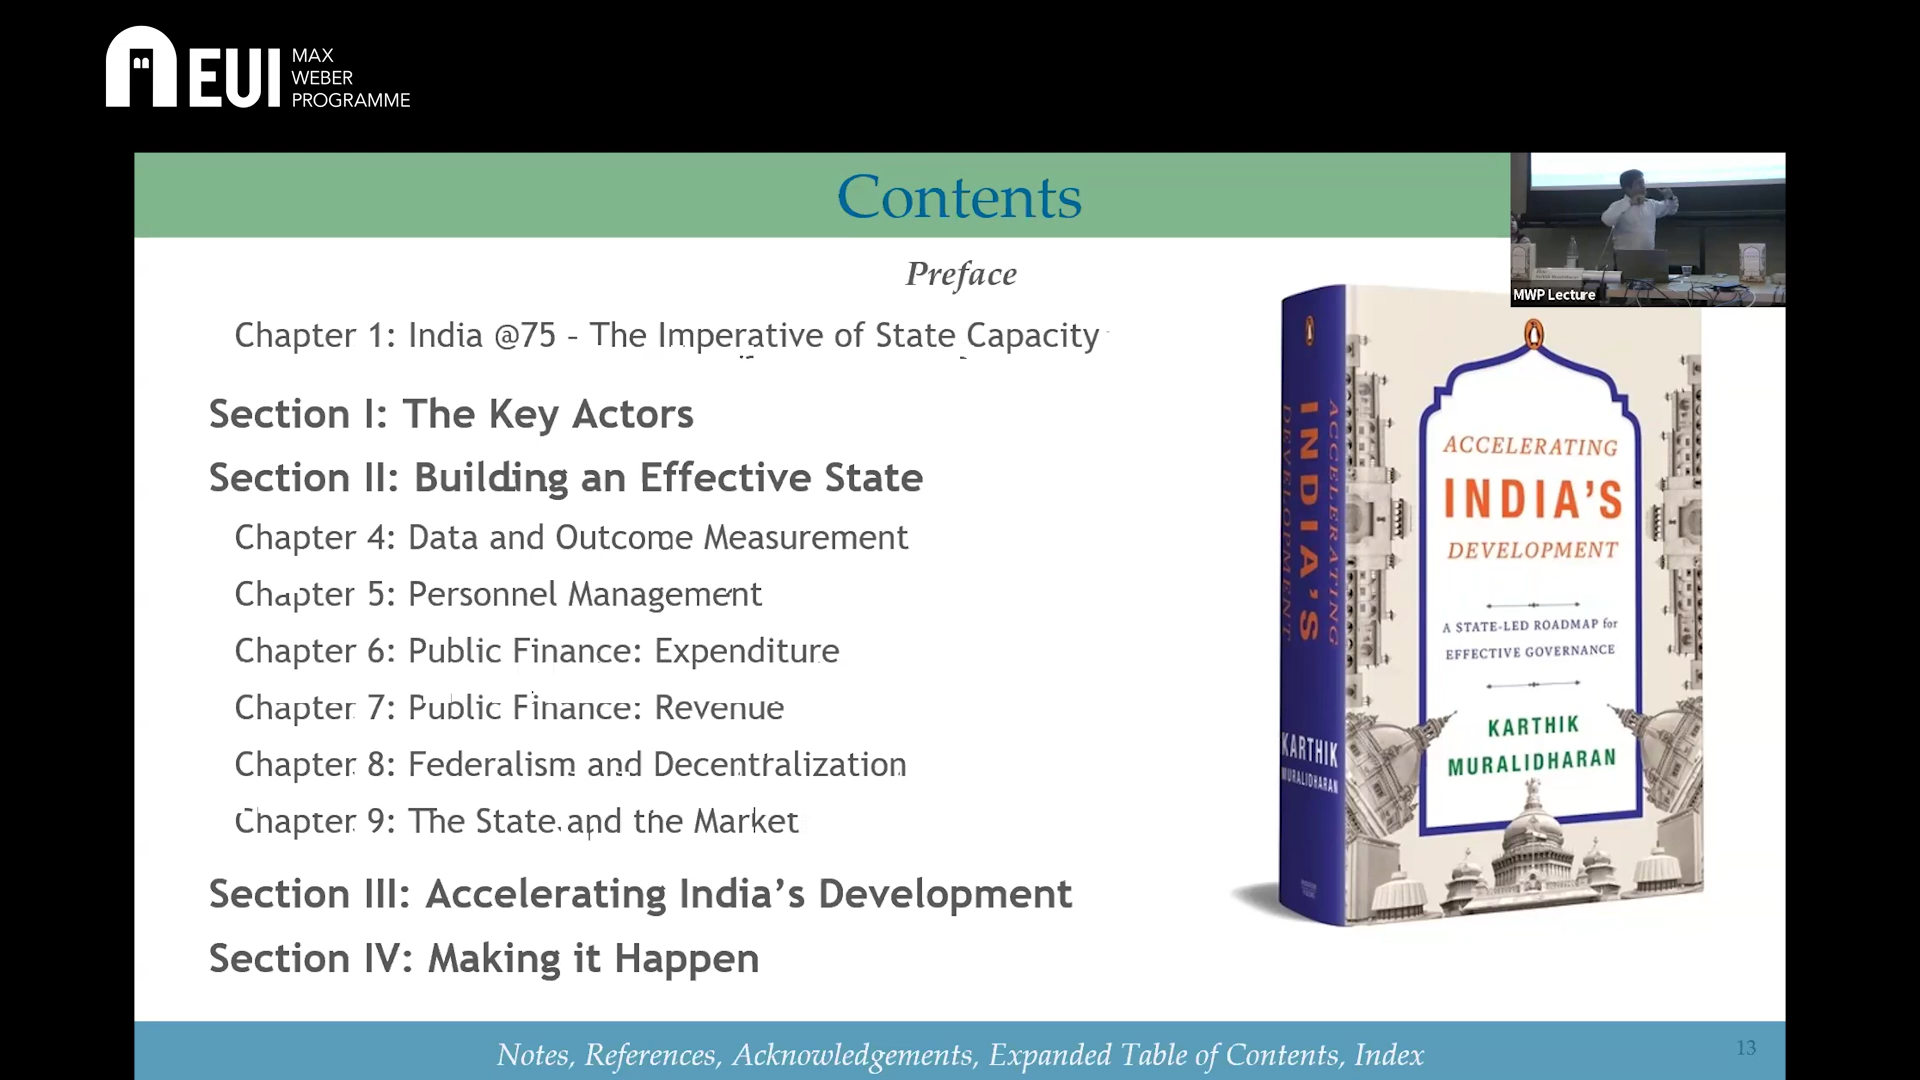 EUI
MAX
WEBER
PROGRAMME
Contents
MWP Lecture
Preface
Chapter 1: India @75 – The Imperative of State Capacity
Section I: The Key Actors
Section II: Building an Effective State
Chapter 4: Data and Outcome Measurement
Chapter 5: Personnel Management
Chapter 6: Public Finance: Expenditure
Chapter 7: Public Finance: Revenue
Chapter 8: Federalism and Decentralization
Chapter 9: The State and the Market
Section III: Accelerating India’s Development
Section IV: Making it Happen
ACCELERATING
INDIA’S
DEVELOPMENT
KARTHIK
MURALIDHARAN
ACCELERATING
INDIA’S
DEVELOPMENT
A STATE-LED ROADMAP for
EFFECTIVE GOVERNANCE
KARTHIK
MURALIDHARAN
Notes, References, Acknowledgements, Expanded Table of Contents, Index
13